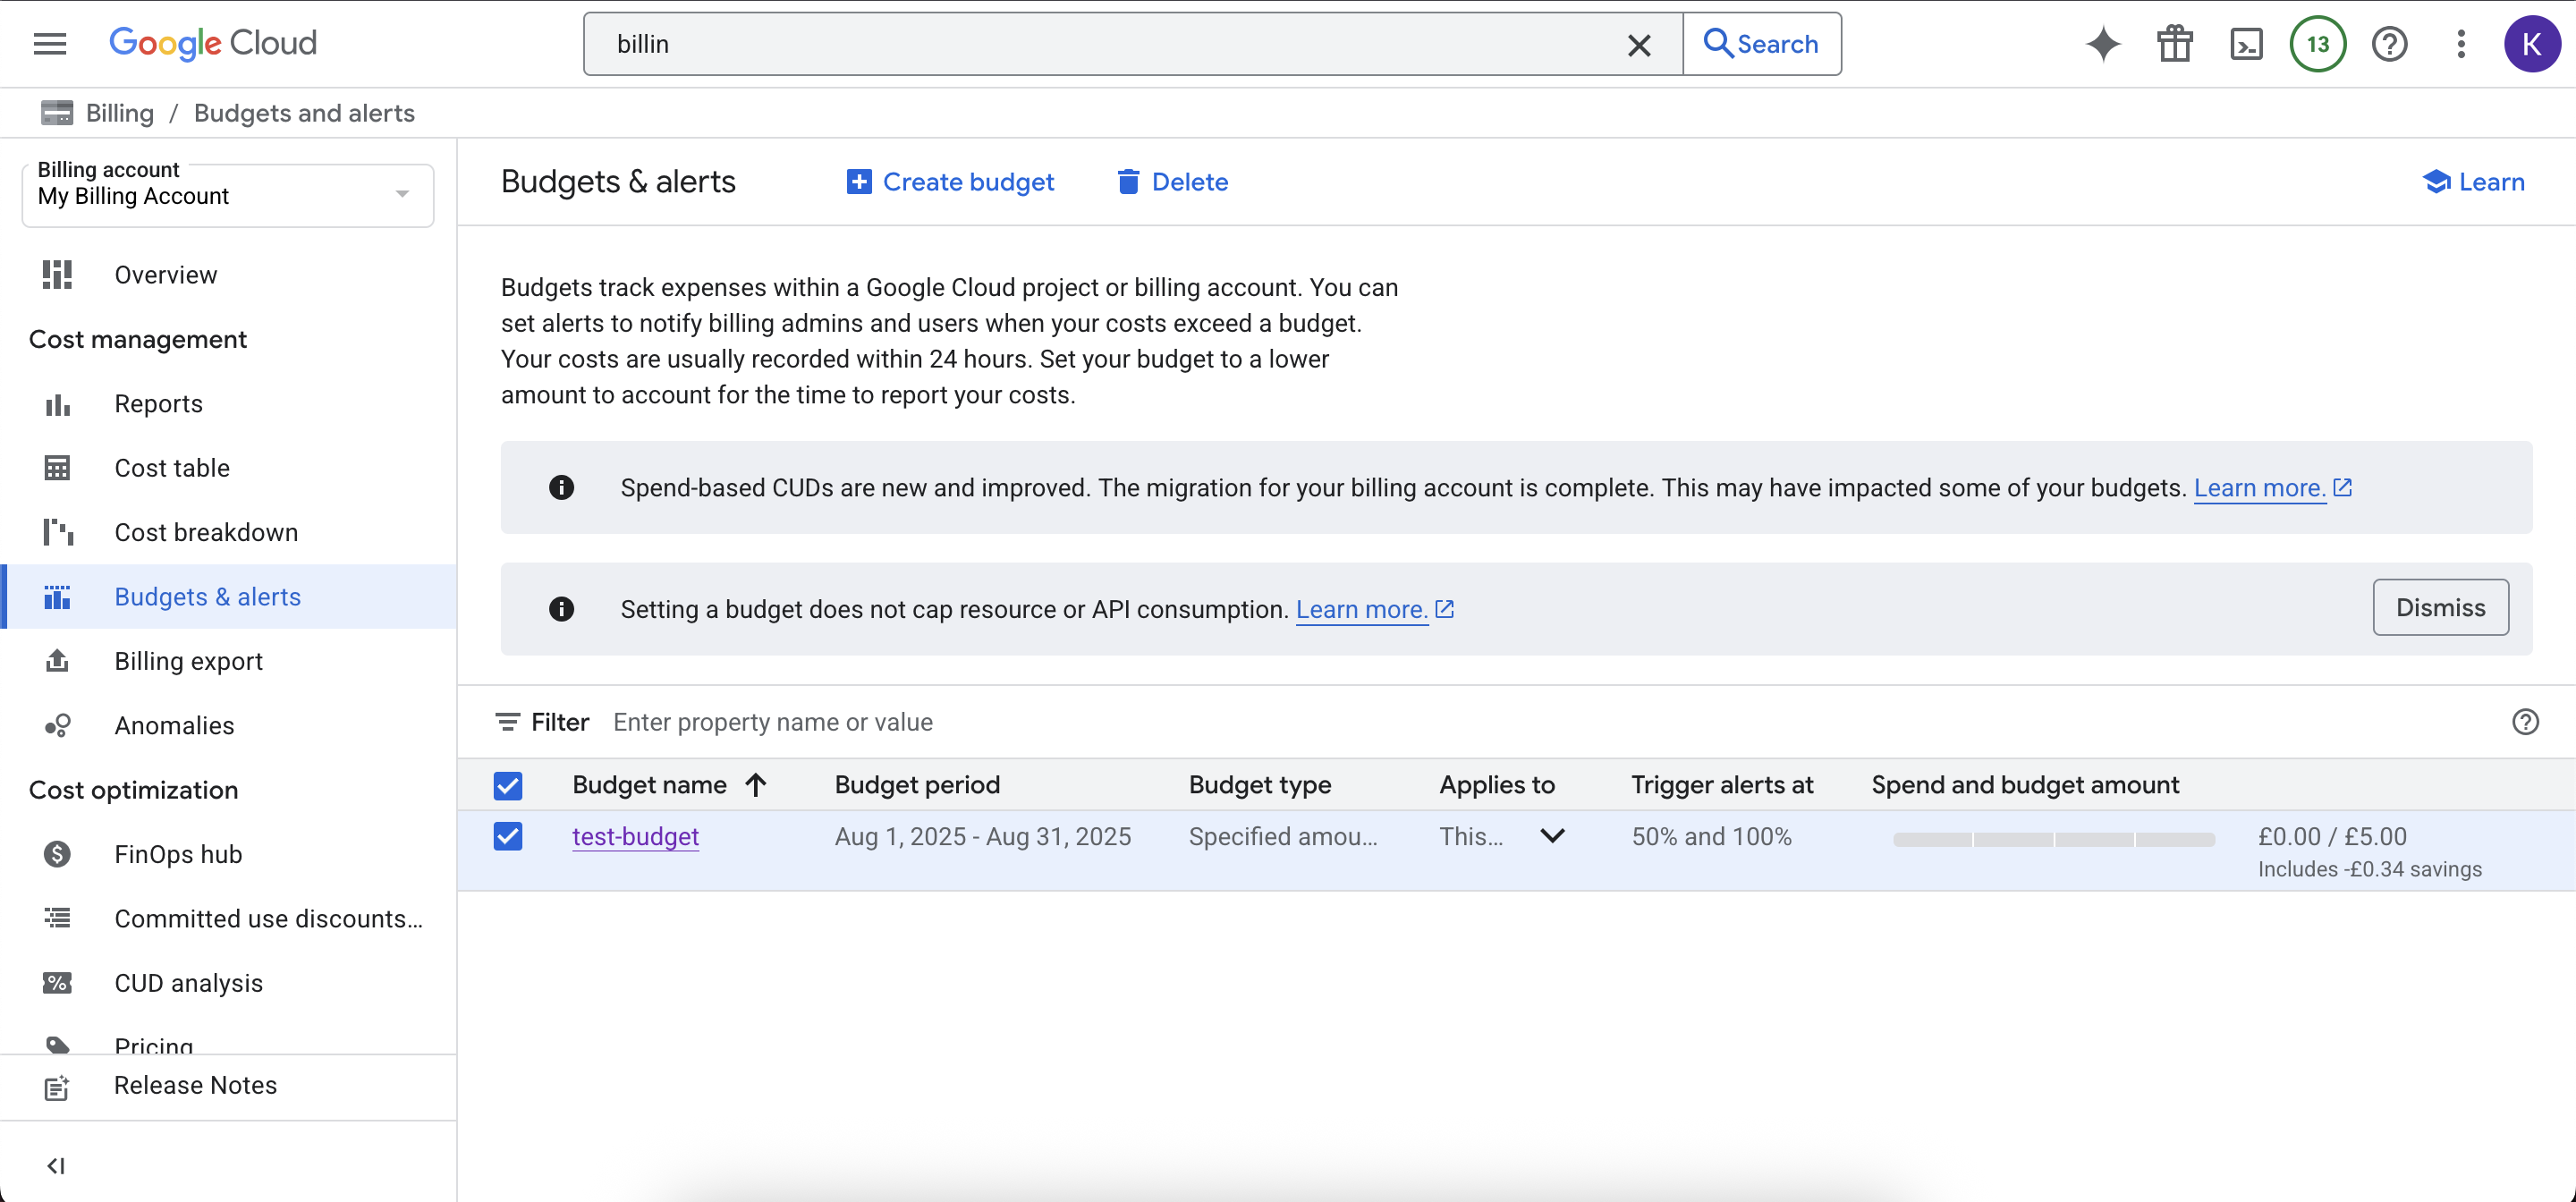 Google Cloud
billin
Search
13
K
Billing / Budgets and alerts
Billing account
My Billing Account
Overview
Cost management
Reports
Cost table
Cost breakdown
Budgets & alerts
Billing export
Anomalies
Cost optimization
FinOps hub
Committed use discounts...
CUD analysis
Pricing
Release Notes
Budgets & alerts
Create budget
Delete
Learn
Budgets track expenses within a Google Cloud project or billing account. You can
set alerts to notify billing admins and users when your costs exceed a budget.
Your costs are usually recorded within 24 hours. Set your budget to a lower
amount to account for the time to report your costs.
Spend-based CUDs are new and improved. The migration for your billing account is complete. This may have impacted some of your budgets. Learn more.
Setting a budget does not cap resource or API consumption. Learn more.
Dismiss
Filter Enter property name or value
Budget name Budget period Budget type Applies to Trigger alerts at Spend and budget amount
test-budget Aug 1, 2025 - Aug 31, 2025 Specified amou... This... 50% and 100% £0.00 / £5.00
Includes -£0.34 savings